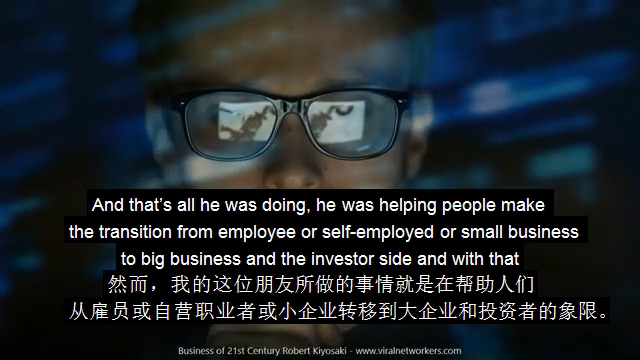 And that's all he was doing, he was helping people make
the transition from employee or self-employed or small business
to big business and the investor side and with that
然而，我的这位朋友所做的事情就是在帮助人们
从雇员或自营职业者或小企业转移到大企业和投资者的象限。
Business of 21st Century Robert Kiyosaki - www.viralnetworkers.com